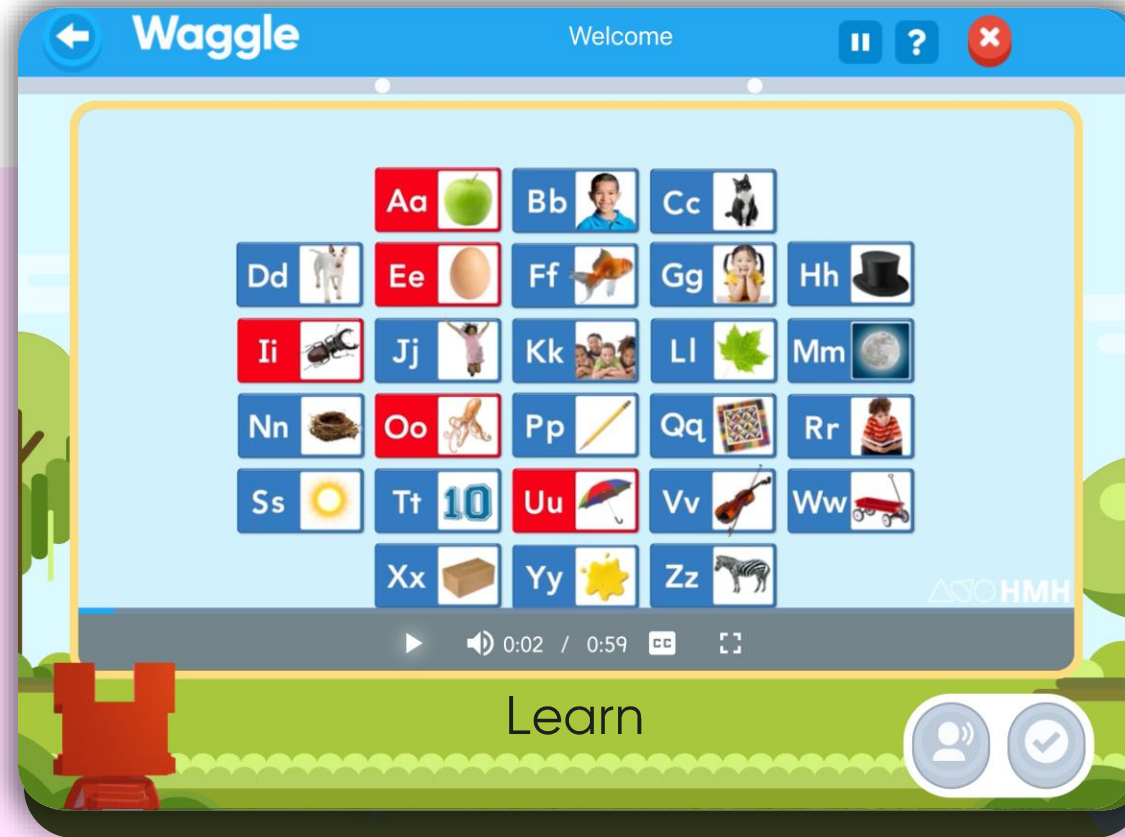 Waggle Welcome ?
Aa Bb Cc
Dd Ee Ff Gg Hh
Ii Jj Kk Ll Mm
Nn Oo Pp Qq Rr
Ss Tt 10 Uu Vv Ww
Xx Yy Zz
HMH
0:02 / 0:59 CC
Learn